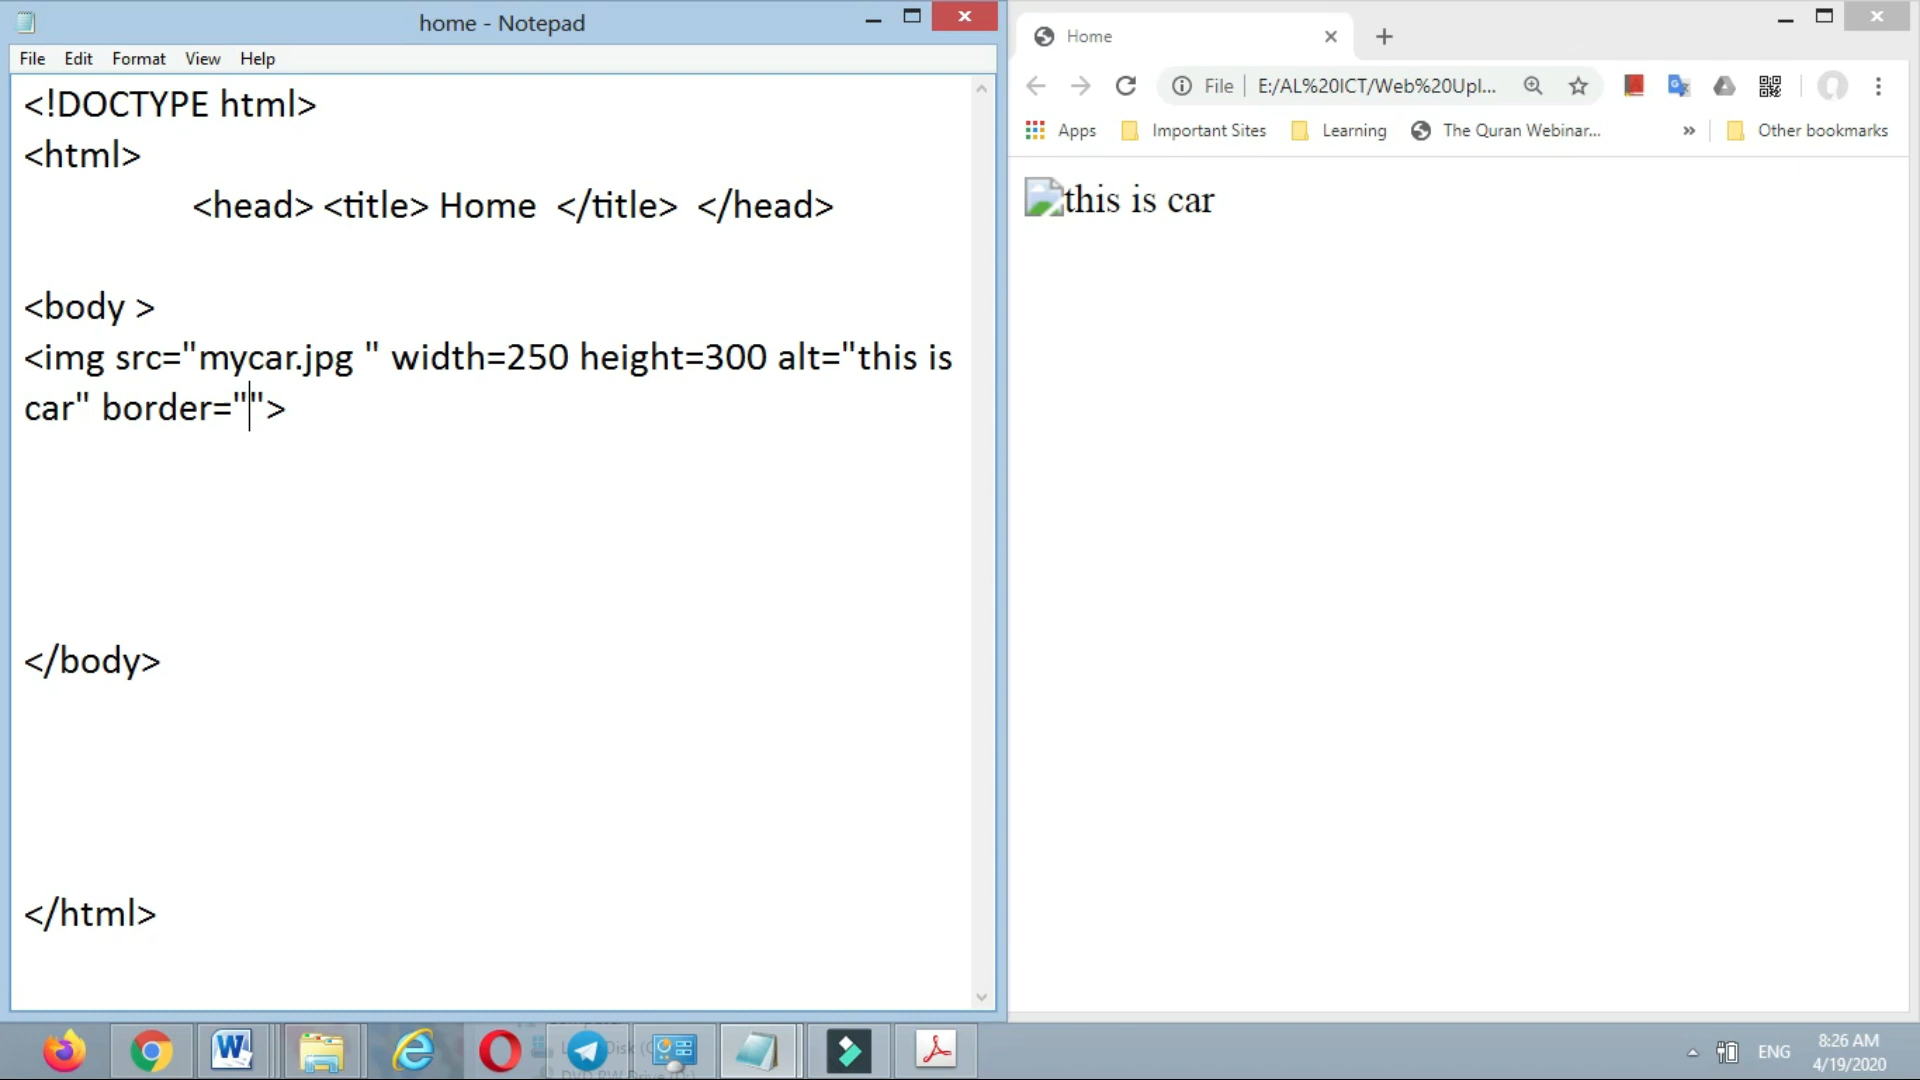 home - Notepad
File Edit Format View Help
<!DOCTYPE html>
<html>
<head> <title> Home </title> </head>
<body >
<img src="mycar.jpg " width=250 height=300 alt="this is
car" border="">
</body>
</html>
Home
File E:/AL%20ICT/Web%20Upl...
Apps Important Sites Learning The Quran Webinar... » Other bookmarks
this is car
ENG
8:26 AM
4/19/2020